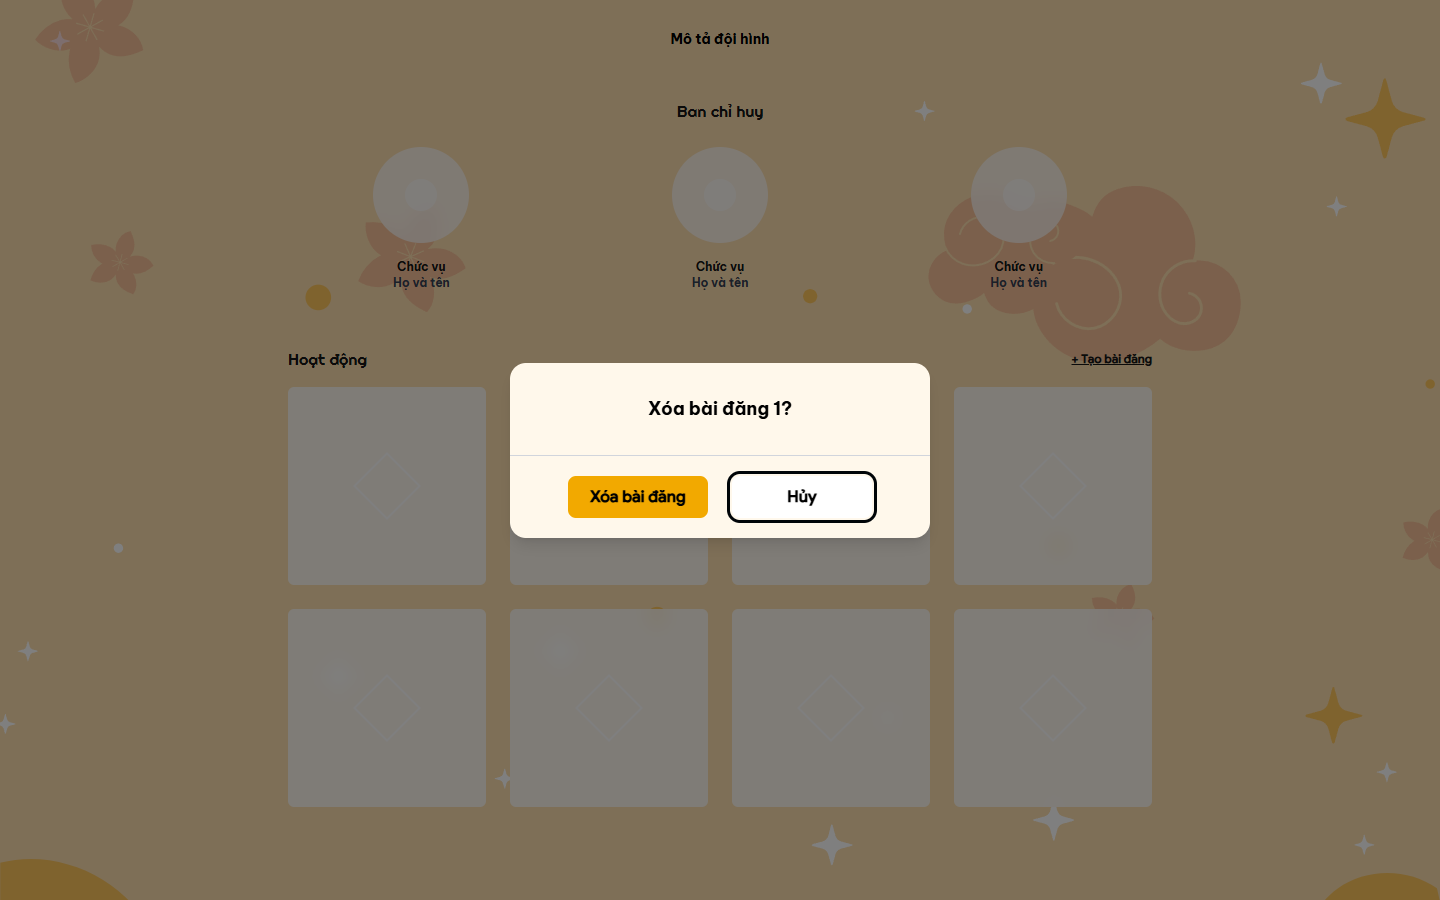 Mô tả đội hình
Ban chỉ huy
Chức vụ
Họ và tên
Chức vụ
Họ và tên
Chức vụ
Họ và tên
Hoạt động
+ Tạo bài đăng
Xóa bài đăng 1?
Xóa bài đăng
Hủy